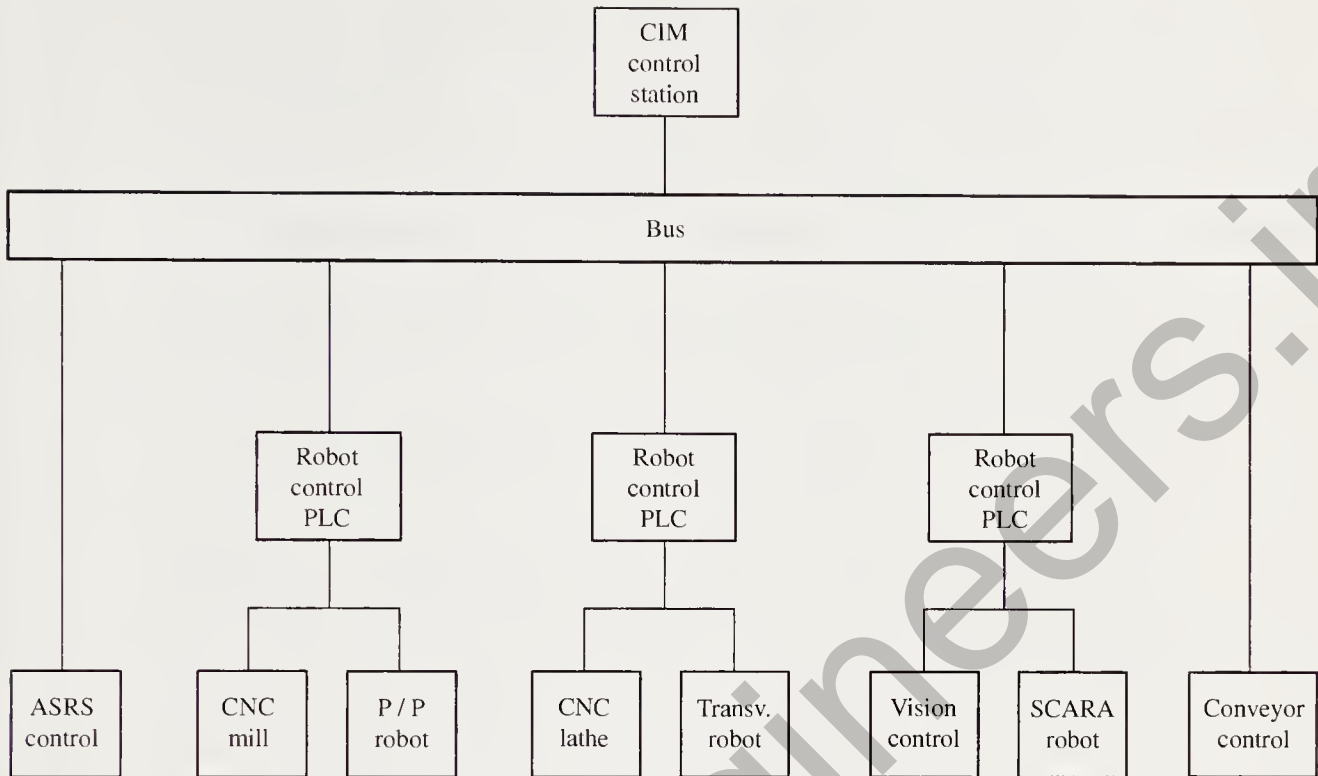 CIM
control
station
Bus
Robot
control
PLC
Robot
control
PLC
Robot
control
PLC
ASRS
control
CNC
mill
P / P
robot
CNC
lathe
Transv.
robot
Vision
control
SCARA
robot
Conveyor
control